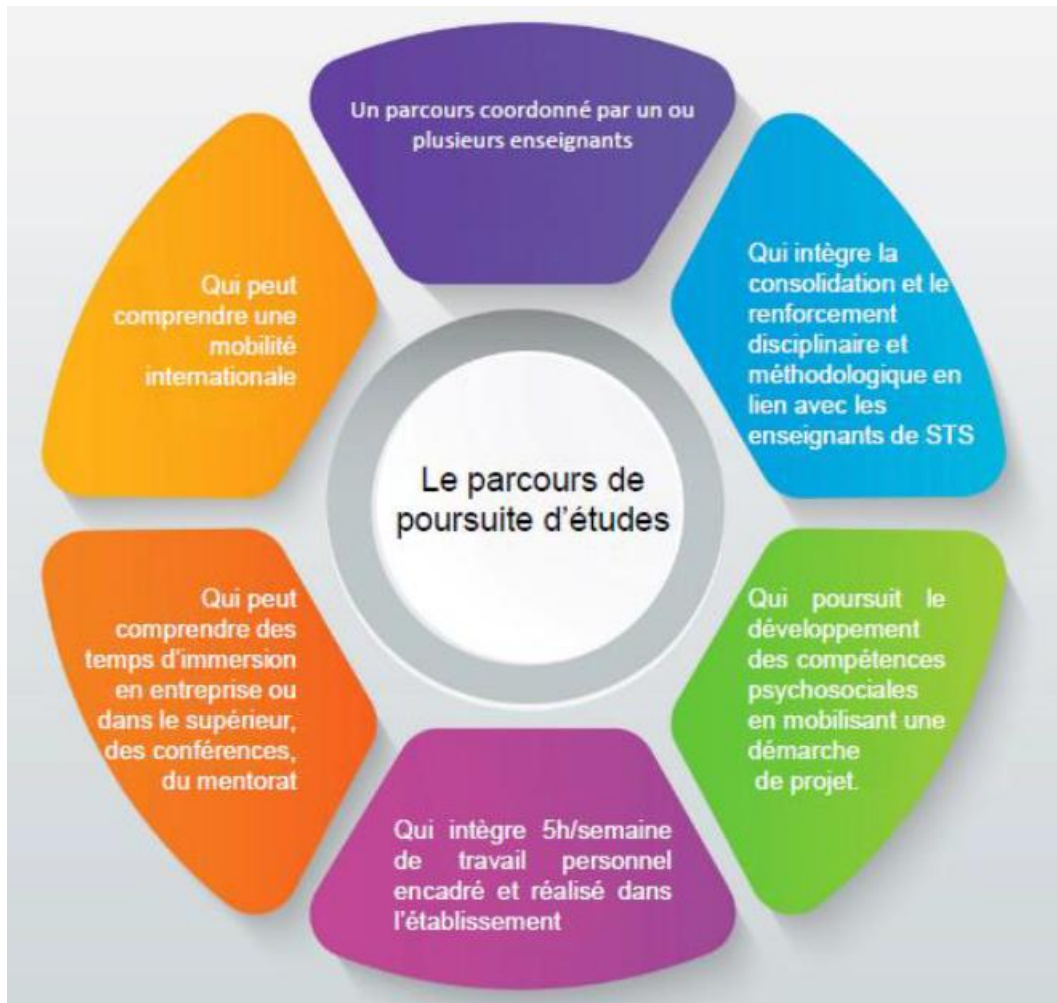 Un parcours coordonné par un ou
plusieurs enseignants
Qui intègre la
consolidation et le
renforcement
disciplinaire et
méthodologique en
lien avec les
enseignants de STS
Qui poursuit le
développement
des compétences
psychosociales
en mobilisant une
démarche
de projet.
Qui intègre 5h/semaine
de travail personnel
encadré et réalisé dans
l'établissement
Qui peut
comprendre des
temps d'immersion
en entreprise ou
dans le supérieur,
des conférences,
du mentorat
Qui peut
comprendre une
mobilité
internationale
Le parcours de
poursuite d'études